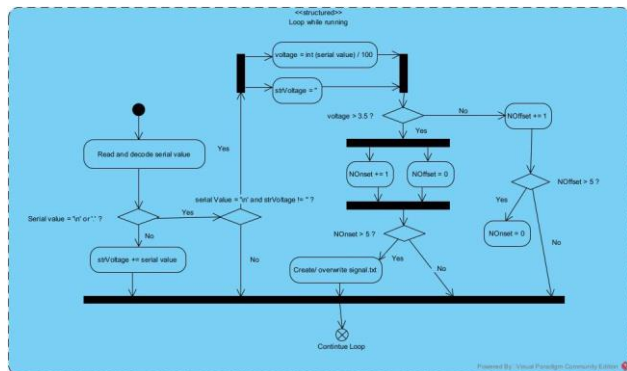 <<structured>>
Loop while running
voltage = int (serial value) / 100
strVoltage = ''
voltage > 3.5 ?
No
NOffset += 1
Yes
Read and decode serial value
Yes
NOnset += 1
NOffset = 0
NOffset > 5 ?
serial Value = '\n' and strVoltage != '' ?
Yes
Serial value = '\n' or '.' ?
Yes
NOnset > 5 ?
NOnset = 0
No
strVoltage += serial value
No
Yes
Create/ overwrite signal.txt
No
No
Contintue Loop
Powered By Visual Paradigm Community Edition